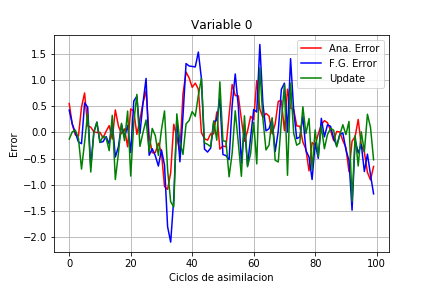 Variable 0
Ana. Error
F.G. Error
Update
Error
1.5
1.0
0.5
0.0
−0.5
−1.0
−1.5
−2.0
0
20
40
60
80
100
Ciclos de asimilacion